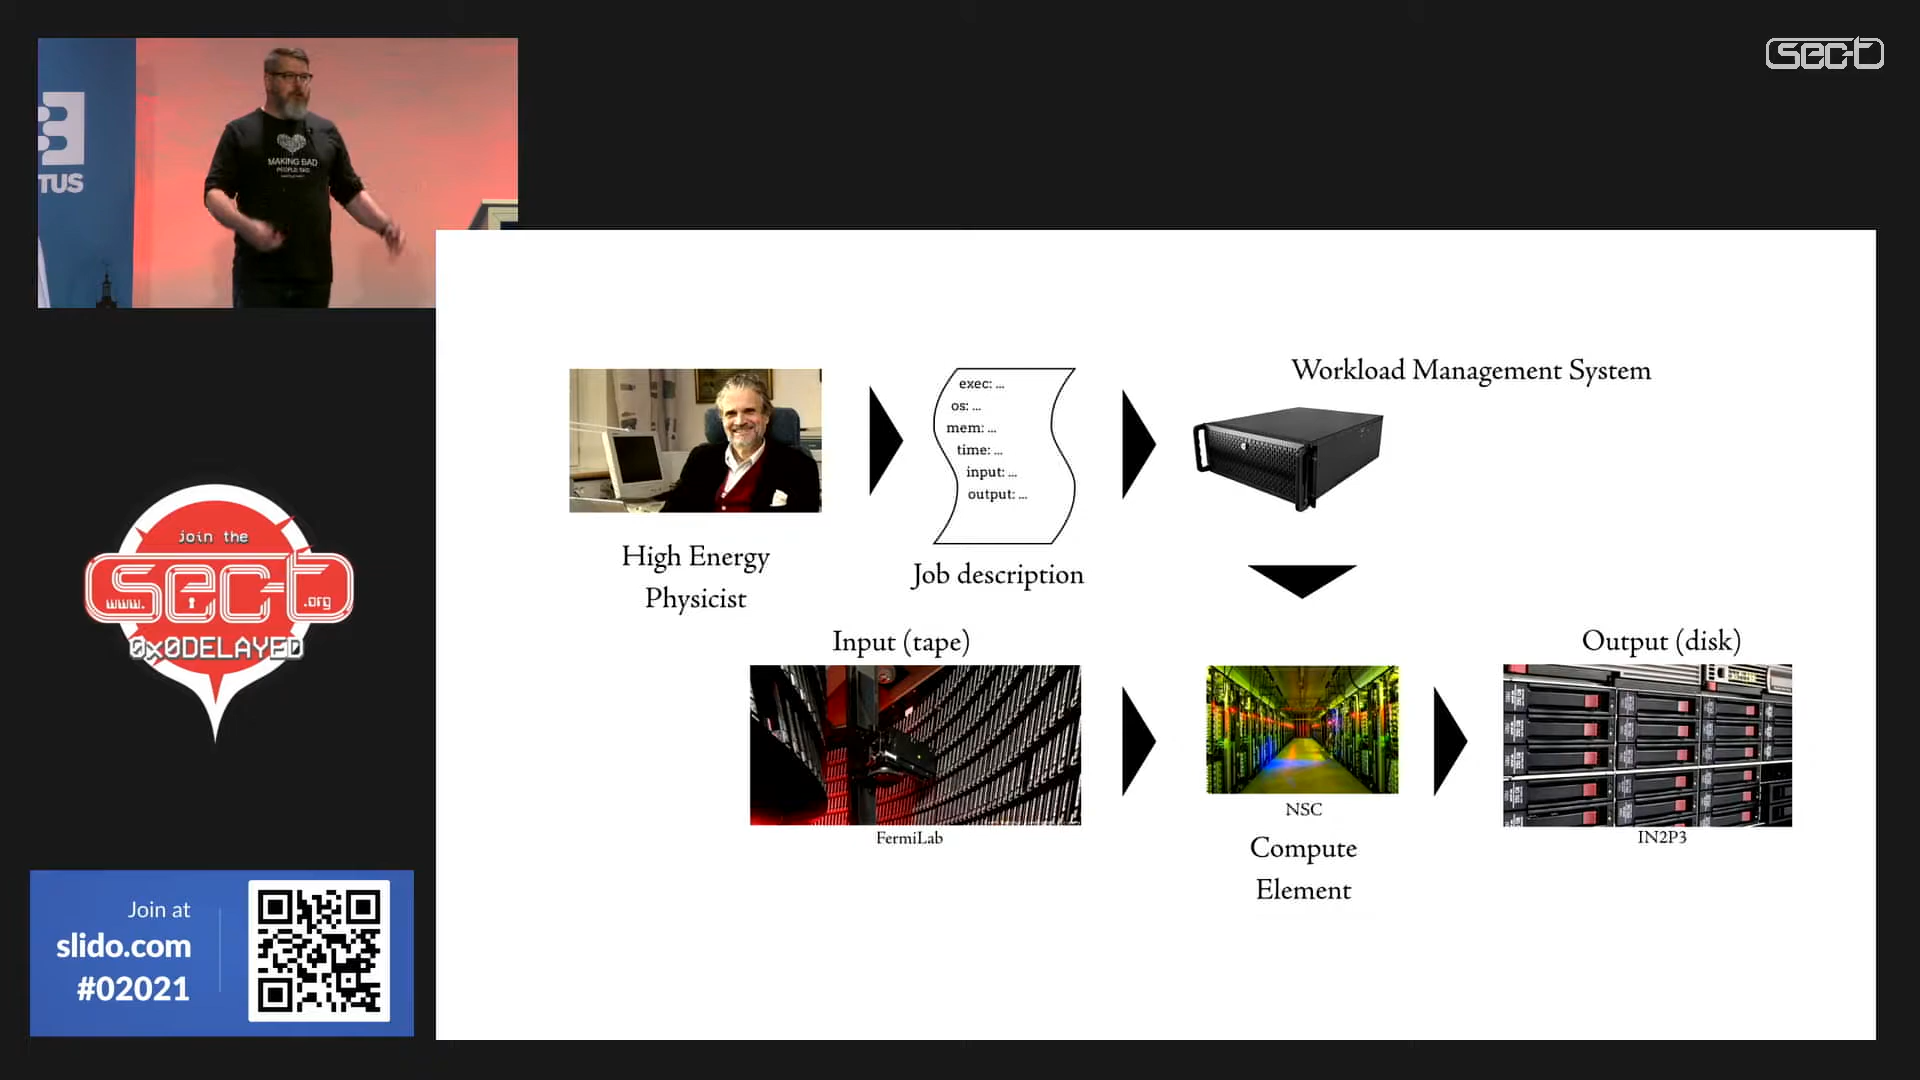 sec-t
TUS
MAKING BAD
PEOPLE SAD
Workload Management System
exec: ...
os: ...
mem: ...
time: ...
input: ...
output: ...
High Energy
Physicist
Job description
Input (tape)
Output (disk)
FermiLab
NSC
IN2P3
Compute
Element
join the
sec-t
www.
.org
0x0DELAYED
Join at
slido.com
#02021